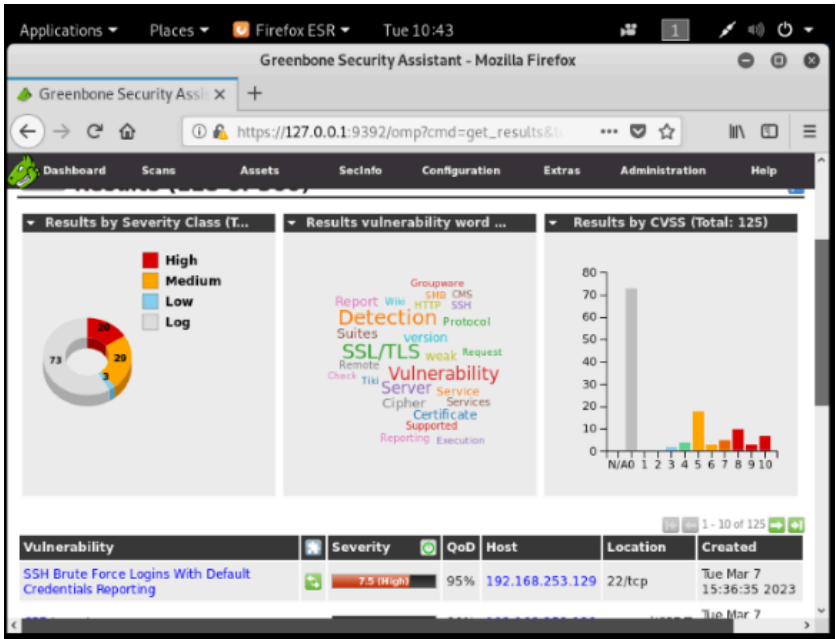 Applications Places Firefox ESR Tue 10:43 1
Greenbone Security Assistant - Mozilla Firefox
Greenbone Security Assis
https://127.0.0.1:9392/omp?cmd=get_results&t
Dashboard Scans Assets SecInfo Configuration Extras Administration Help
Results by Severity Class (T...
High
Medium
Low
Log
20
29
3
73
Results vulnerability word ...
Groupware
SMB CMS
Report Wiki HTTP SSH
Detection Protocol
Suites version
SSL/TLS weak Request
Remote
Check Tiki Vulnerability
Server Service
Cipher Services
Certificate
Supported
Reporting Execution
Results by CVSS (Total: 125)
80
70
60
50
40
30
20
10
0
N/A 0 1 2 3 4 5 6 7 8 9 10
1 - 10 of 125
Vulnerability Severity QoD Host Location Created
SSH Brute Force Logins With Default
Credentials Reporting
7.5 (High) 95% 192.168.253.129 22/tcp
Tue Mar 7
15:36:35 2023
Tue Mar 7